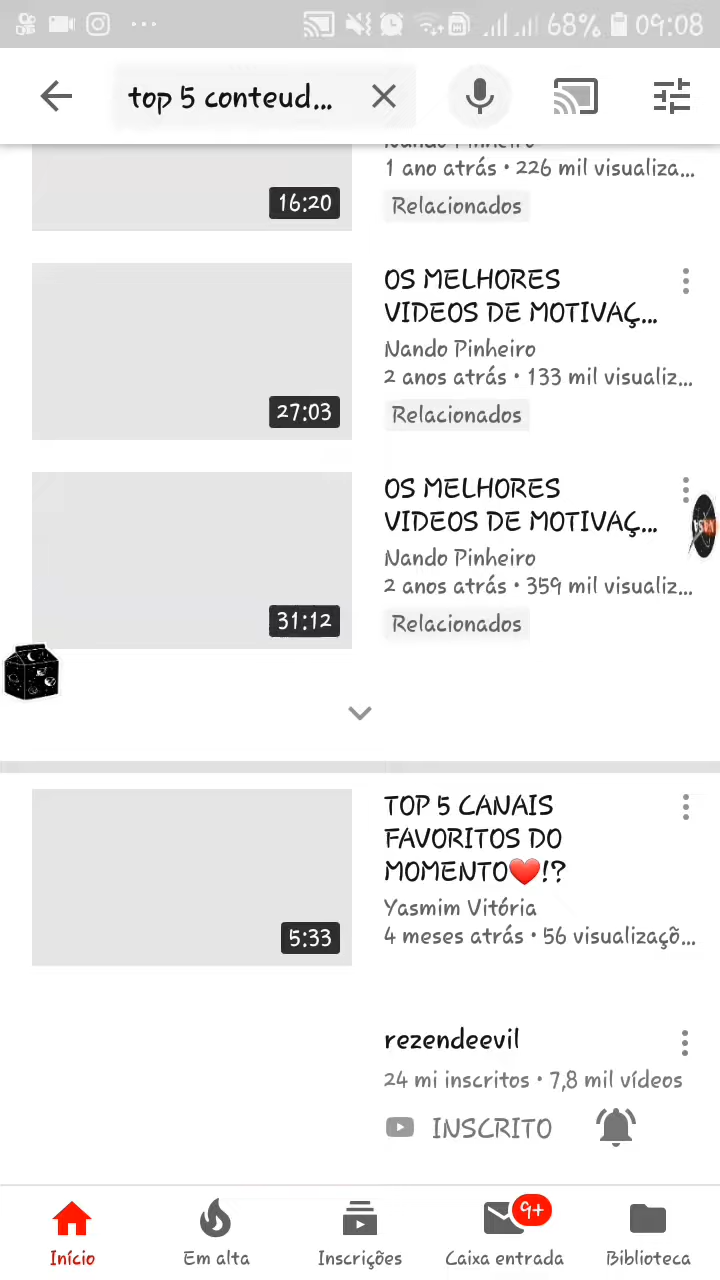 68% 09:08
top 5 conteud...
1 ano atrás • 226 mil visualiza...
16:20
Relacionados
OS MELHORES
VIDEOS DE MOTIVAÇ...
Nando Pinheiro
2 anos atrás • 133 mil visualiz...
27:03
Relacionados
OS MELHORES
VIDEOS DE MOTIVAÇ...
NASA
Nando Pinheiro
2 anos atrás • 359 mil visualiz...
31:12
Relacionados
TOP 5 CANAIS
FAVORITOS DO
MOMENTO❤️!?
Yasmim Vitória
4 meses atrás • 56 visualizaçõ...
5:33
rezendeevil
24 mi inscritos • 7,8 mil vídeos
INSCRITO
9+
Início Em alta Inscrições Caixa entrada Biblioteca